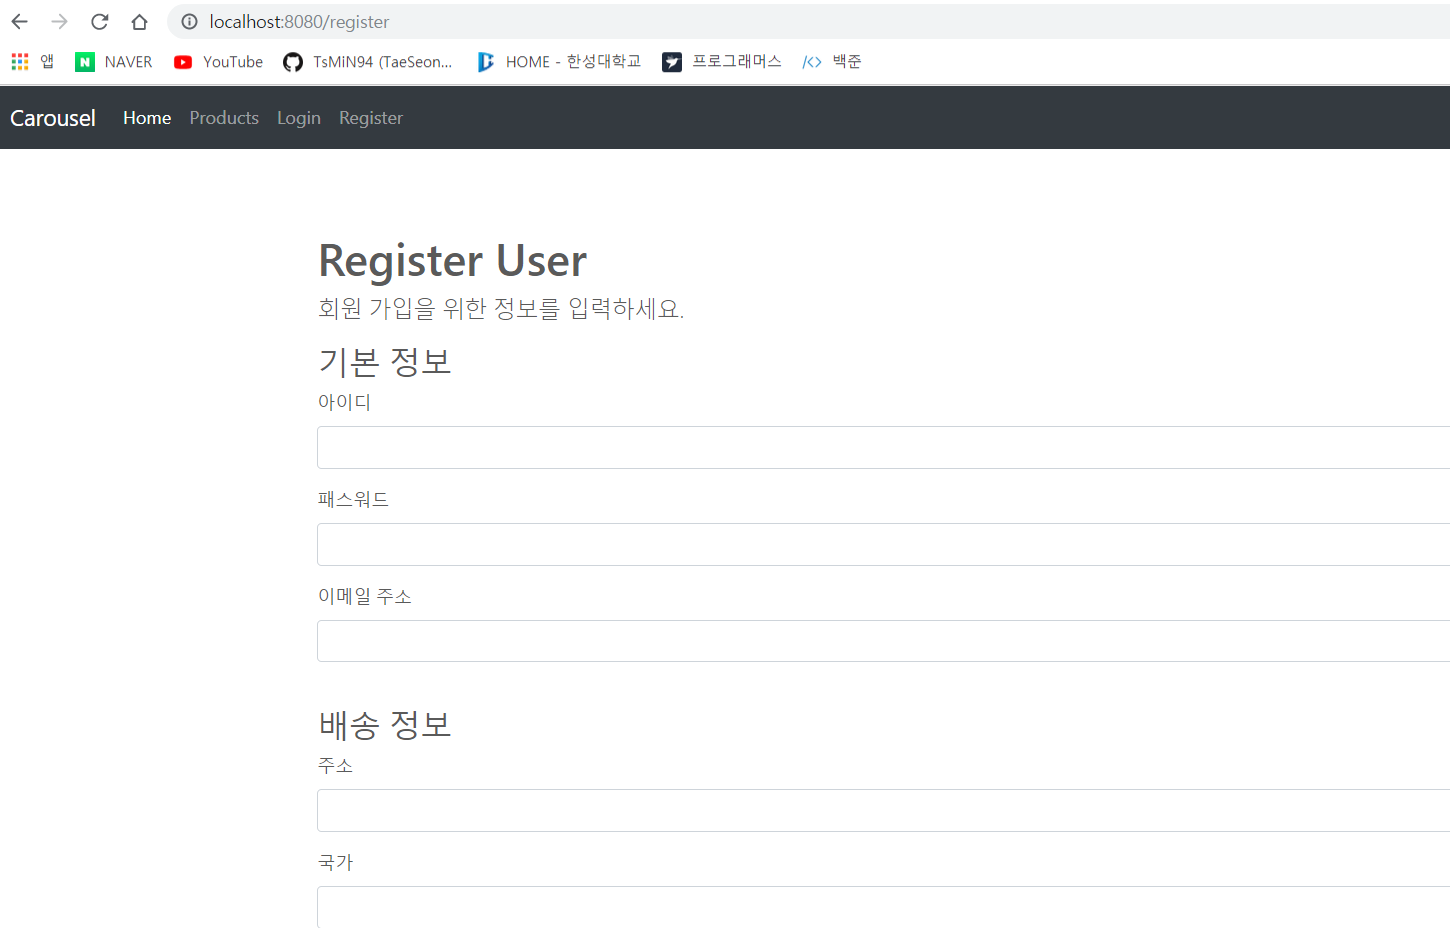 localhost:8080/register
앱 NAVER YouTube TsMiN94 (TaeSeon... HOME - 한성대학교 프로그래머스 백준
Carousel Home Products Login Register
Register User
회원 가입을 위한 정보를 입력하세요.
기본 정보
아이디
패스워드
이메일 주소
배송 정보
주소
국가